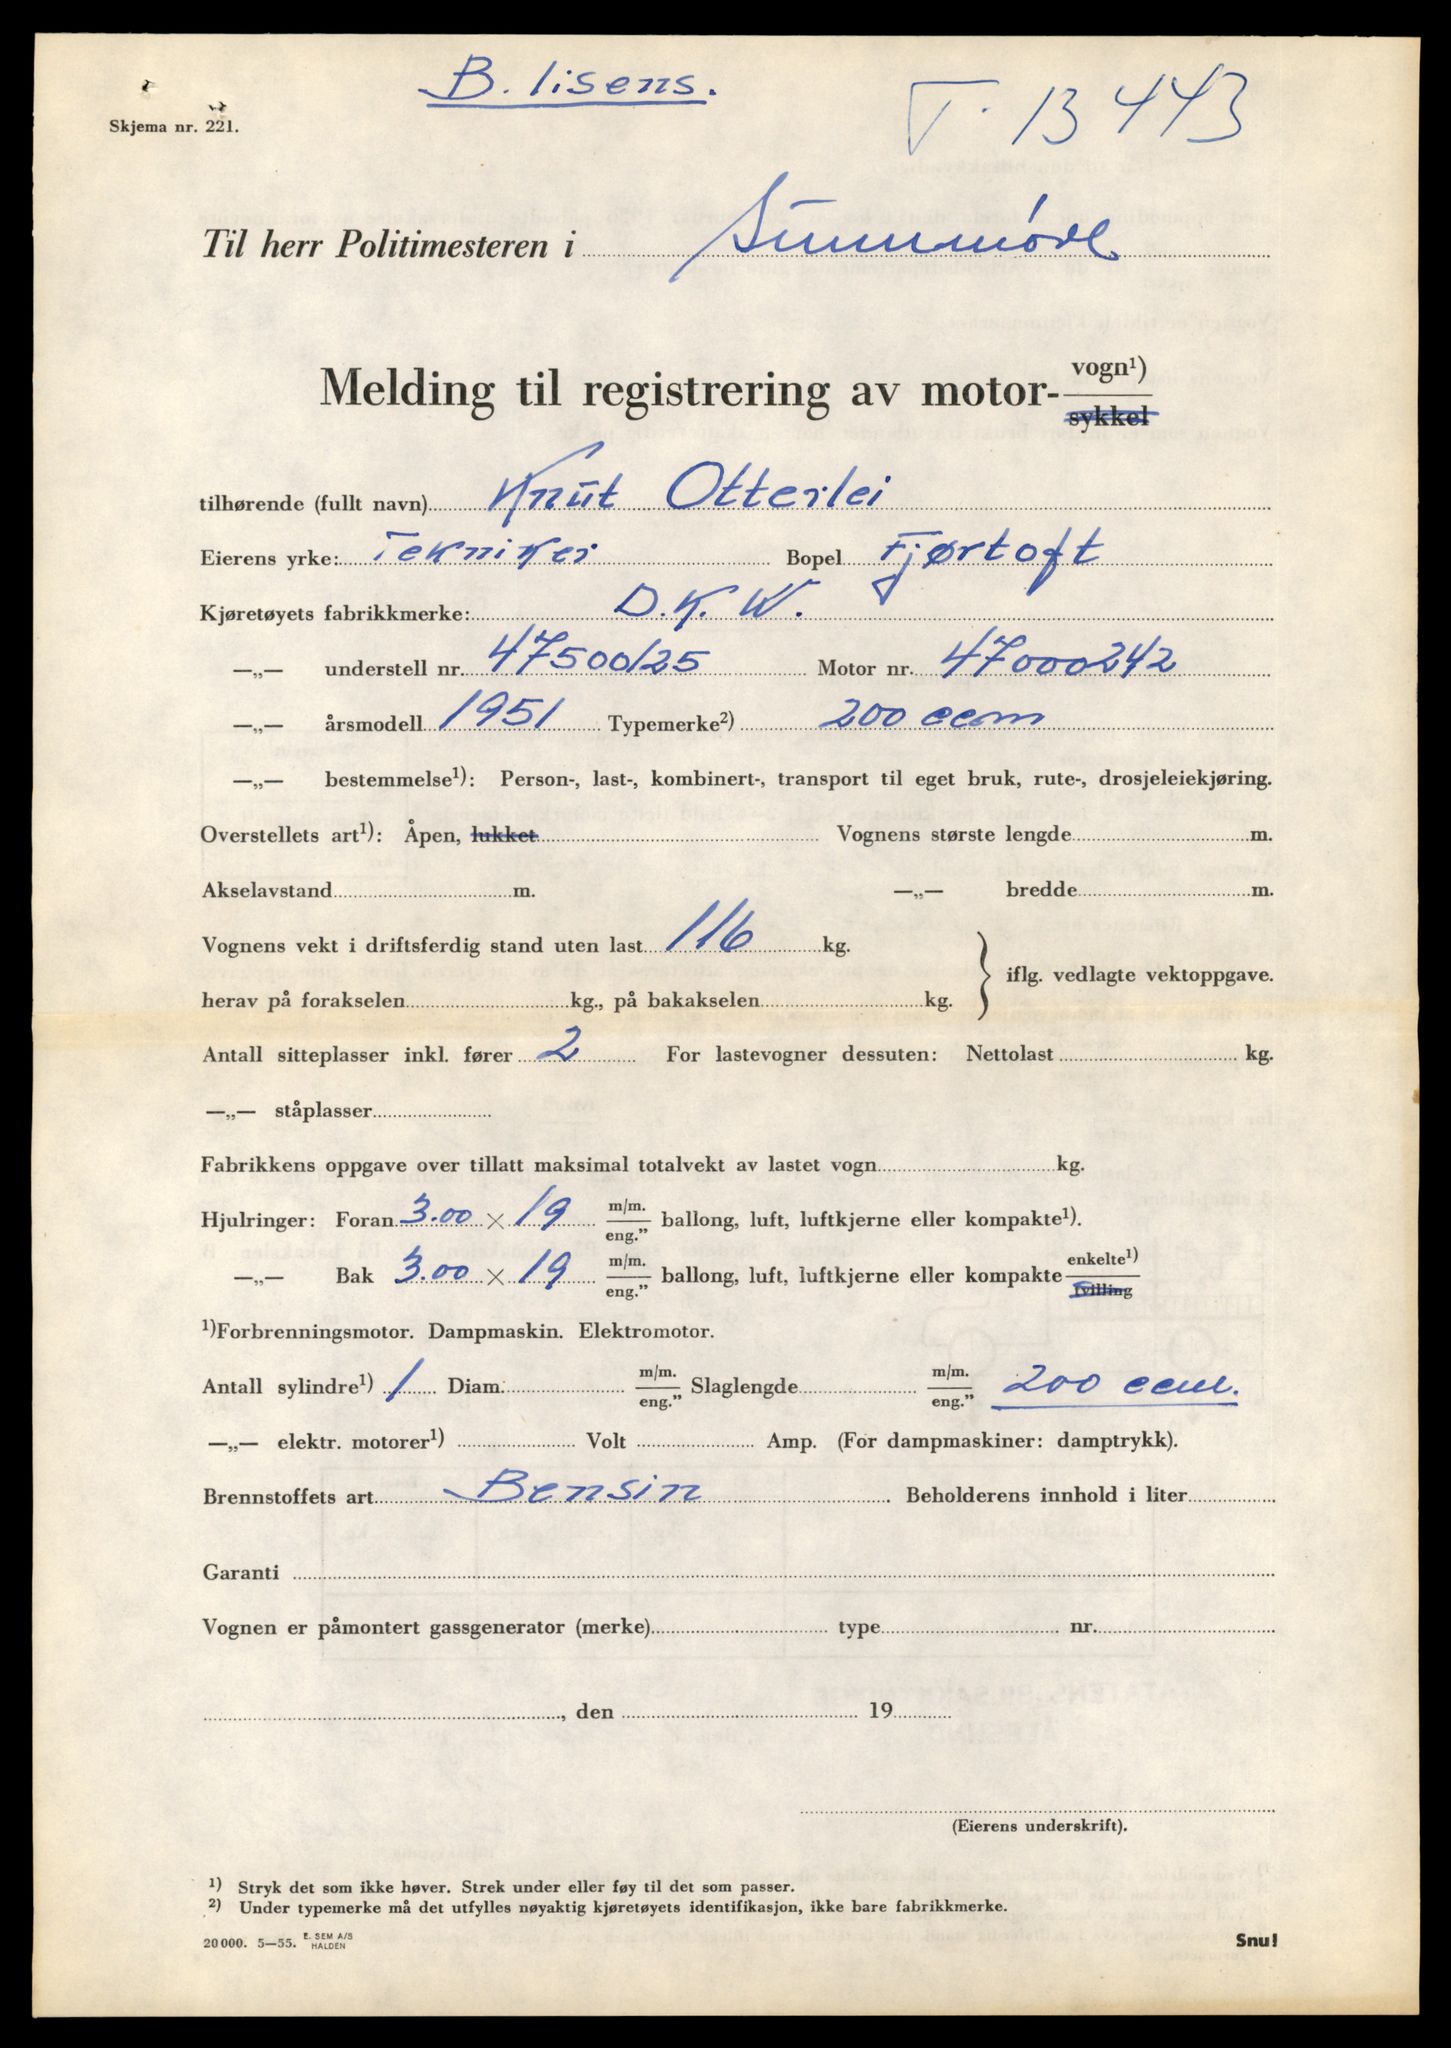 B. lisens.
T. 13443
Skjema nr. 221.
Til herr Politimesteren i Sunnmøre
Melding til registrering av motor- vogn¹) sykkel
tilhørende (fullt navn) Knut Otterlei
Eierens yrke: Tekniker Bopel Fjørtoft
Kjøretøyets fabrikkmerke: D.K.W.
—„— understell nr. 47500125 Motor nr. 47000242
—„— årsmodell 1951 Typemerke²) 200 ccm
—„— bestemmelse¹): Person-, last-, kombinert-, transport til eget bruk, rute-, drosjeleiekjøring.
Overstellets art¹): Åpen, lukket Vognens største lengde m.
Akselavstand m. —„— bredde m.
Vognens vekt i driftsferdig stand uten last 116 kg.
herav på forakselen kg., på bakakselen kg. } iflg. vedlagte vektoppgave.
Antall sitteplasser inkl. fører 2 For lastevogner dessuten: Nettolast kg.
—„— ståplasser
Fabrikkens oppgave over tillatt maksimal totalvekt av lastet vogn kg.
Hjulringer: Foran 3.00 × 19 m/m. eng.” ballong, luft, luftkjerne eller kompakte¹).
—„— Bak 3.00 × 19 m/m. eng.” ballong, luft, luftkjerne eller kompakte enkelte¹) tvilling
¹)Forbrenningsmotor. Dampmaskin. Elektromotor.
Antall sylindre¹) 1 Diam. m/m. eng.” Slaglengde m/m. eng.” 200 ccm.
—„— elektr. motorer¹) Volt Amp. (For dampmaskiner: damptrykk).
Brennstoffets art Bensin Beholderens innhold i liter
Garanti
Vognen er påmontert gassgenerator (merke) type nr.
, den 19
(Eierens underskrift).
¹) Stryk det som ikke høver. Strek under eller føy til det som passer.
²) Under typemerke må det utfylles nøyaktig kjøretøyets identifikasjon, ikke bare fabrikkmerke.
20 000. 5—55. E. SEM A/S HALDEN
Snu!